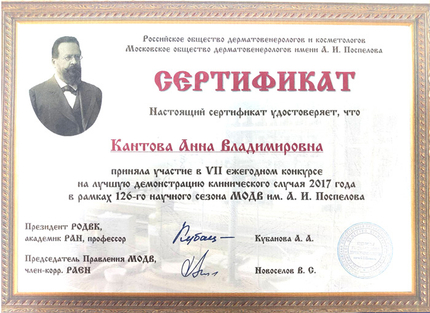 Российское общество дерматовенерологов и косметологов
Московское общество дерматовенерологов имени А. И. Поспелова
СЕРТИФИКАТ
Настоящий сертификат удостоверяет, что
Кантова Анна Владимировна
приняла участие в VII ежегодном конкурсе
на лучшую демонстрацию клинического случая 2017 года
в рамках 126-го научного сезона МОДВ им. А. И. Поспелова
Президент РОДВК,
академик РАН, профессор
Кубанова А. А.
Председатель Правления МОДВ,
член-корр. РАЕН
Новоселов В. С.